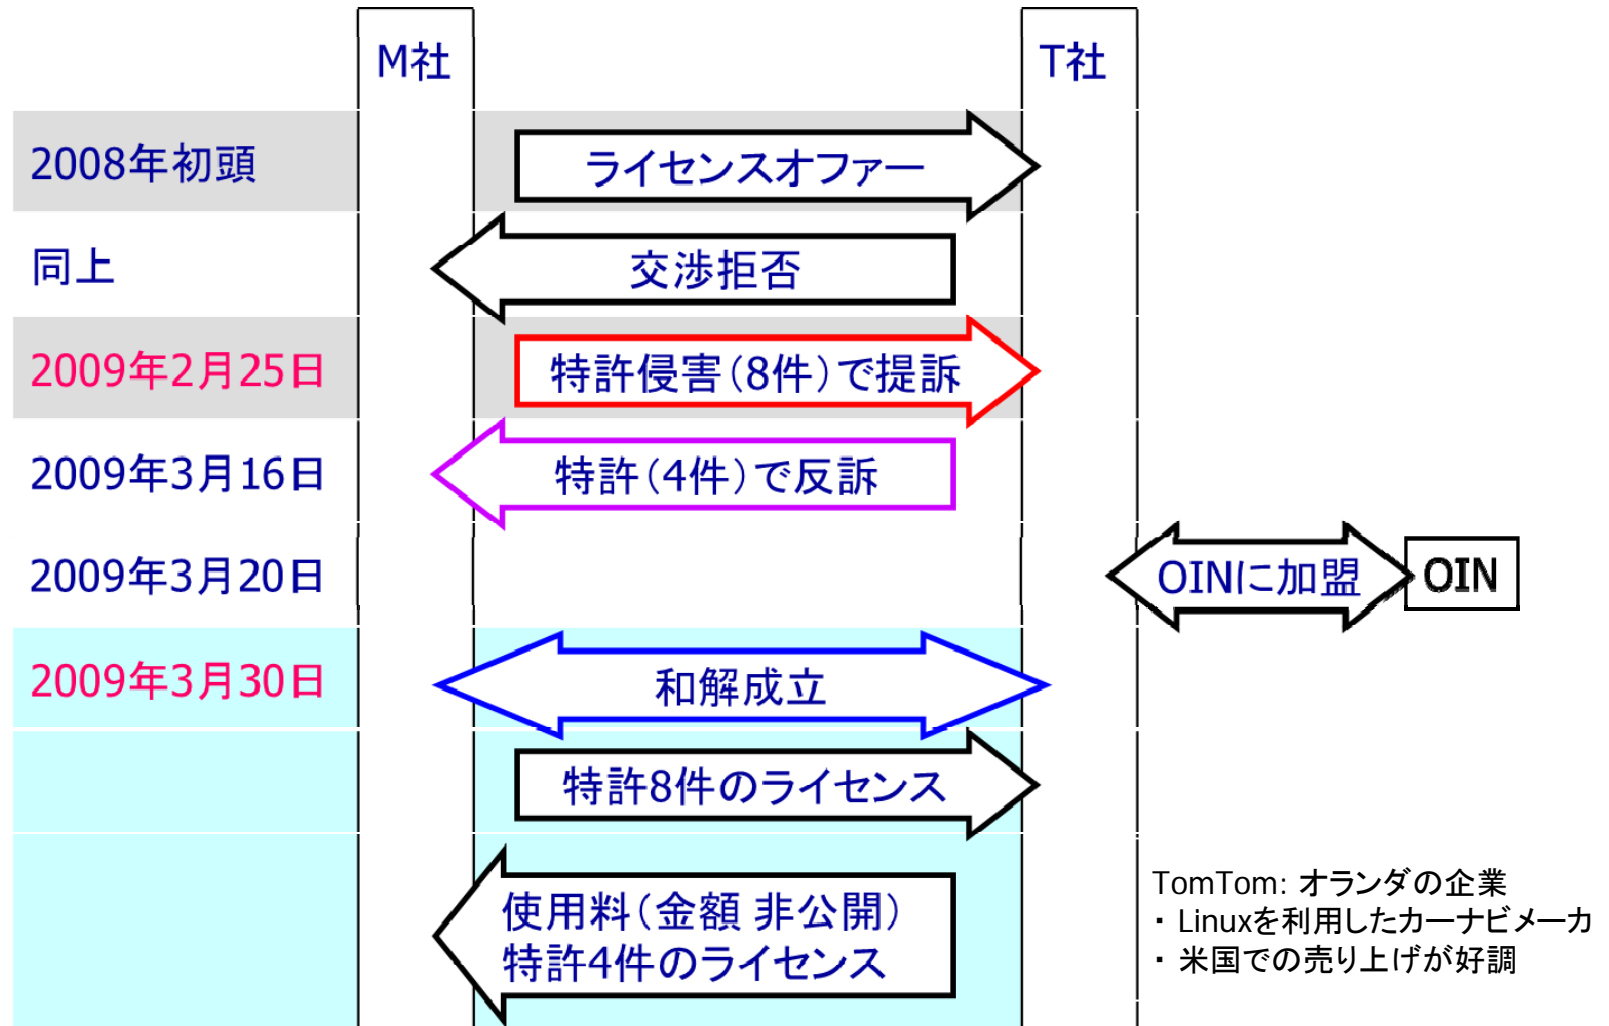 M社
T社
2008年初頭
ライセンスオファー
同上
交渉拒否
2009年2月25日
特許侵害(8件)で提訴
2009年3月16日
特許(4件)で反訴
2009年3月20日
OINに加盟
OIN
2009年3月30日
和解成立
特許8件のライセンス
使用料(金額 非公開)
特許4件のライセンス
TomTom: オランダの企業
・ Linuxを利用したカーナビメーカ
・ 米国での売り上げが好調